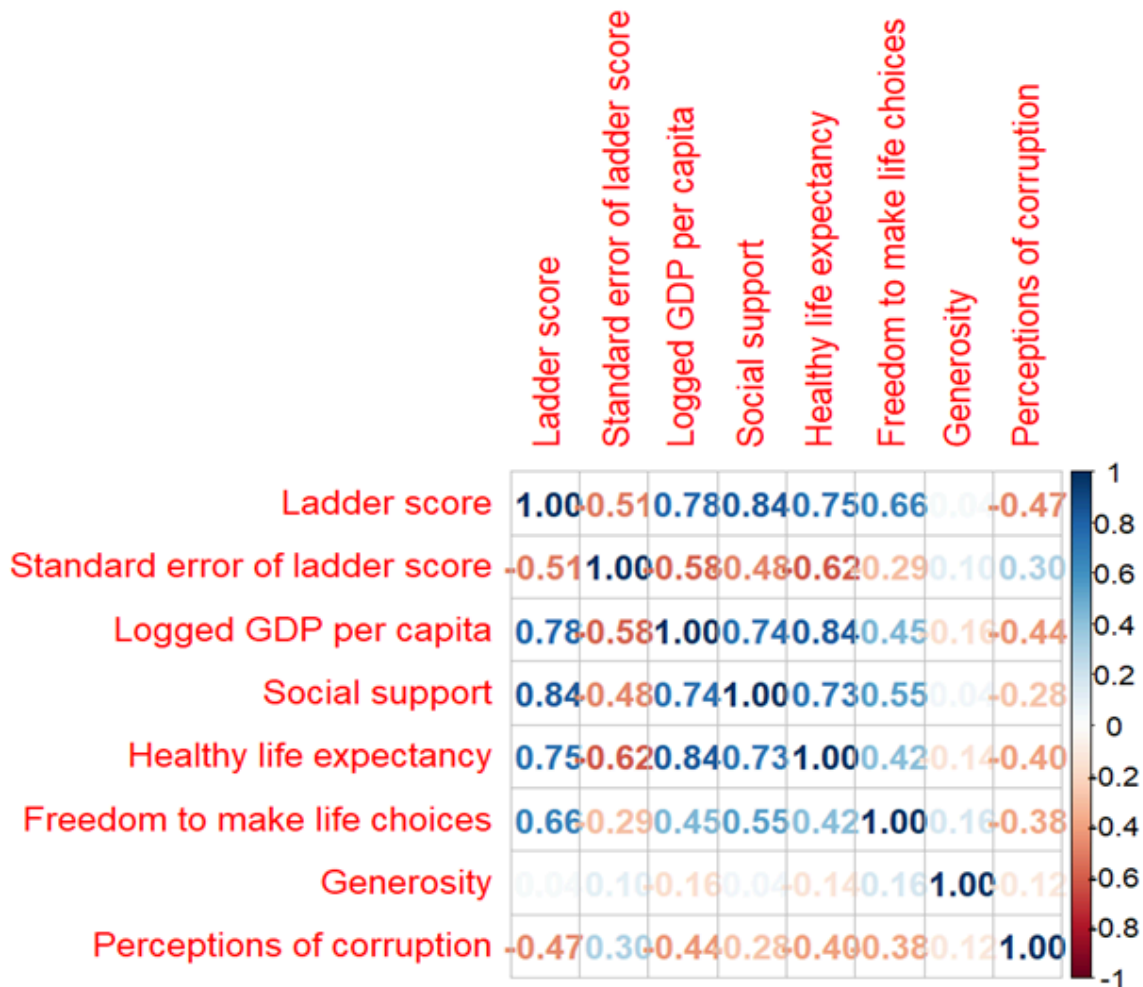 Ladder score
Standard error of ladder score
Logged GDP per capita
Social support
Healthy life expectancy
Freedom to make life choices
Generosity
Perceptions of corruption
Ladder score 1.00 -0.51 0.78 0.84 0.75 0.66 0.04 -0.47
Standard error of ladder score -0.51 1.00 -0.58 -0.48 -0.62 -0.29 0.10 0.30
Logged GDP per capita 0.78 -0.58 1.00 0.74 0.84 0.45 -0.16 -0.44
Social support 0.84 -0.48 0.74 1.00 0.73 0.55 0.04 -0.28
Healthy life expectancy 0.75 -0.62 0.84 0.73 1.00 0.42 -0.14 -0.40
Freedom to make life choices 0.66 -0.29 0.45 0.55 0.42 1.00 0.16 -0.38
Generosity 0.04 0.10 -0.16 0.04 -0.14 0.16 1.00 -0.12
Perceptions of corruption -0.47 0.30 -0.44 -0.28 -0.40 -0.38 -0.12 1.00
1
0.8
0.6
0.4
0.2
0
-0.2
-0.4
-0.6
-0.8
-1